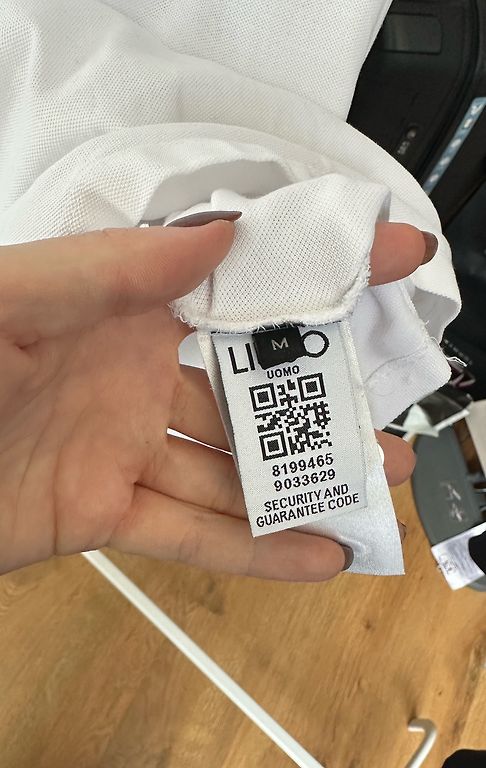 M
UOMO
8199465
9033629
SECURITY AND
GUARANTEE CODE